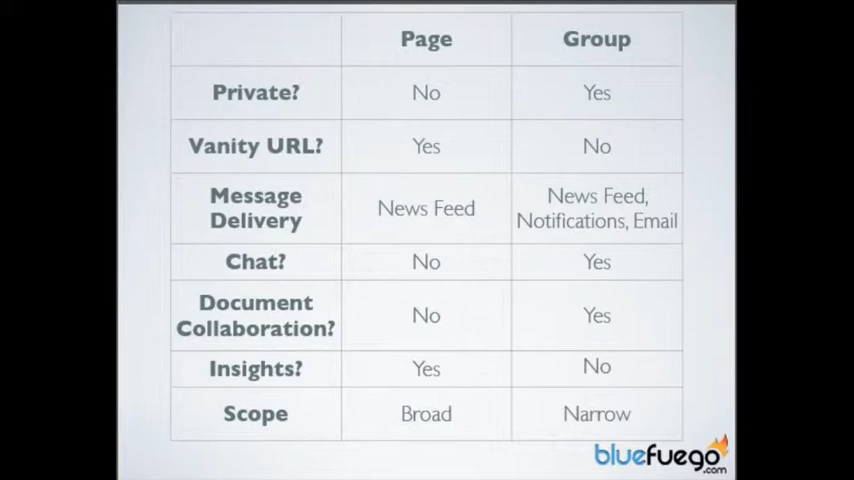 Page Group
Private? No Yes
Vanity URL? Yes No
Message Delivery News Feed News Feed, Notifications, Email
Chat? No Yes
Document Collaboration? No Yes
Insights? Yes No
Scope Broad Narrow
bluefuego
.com